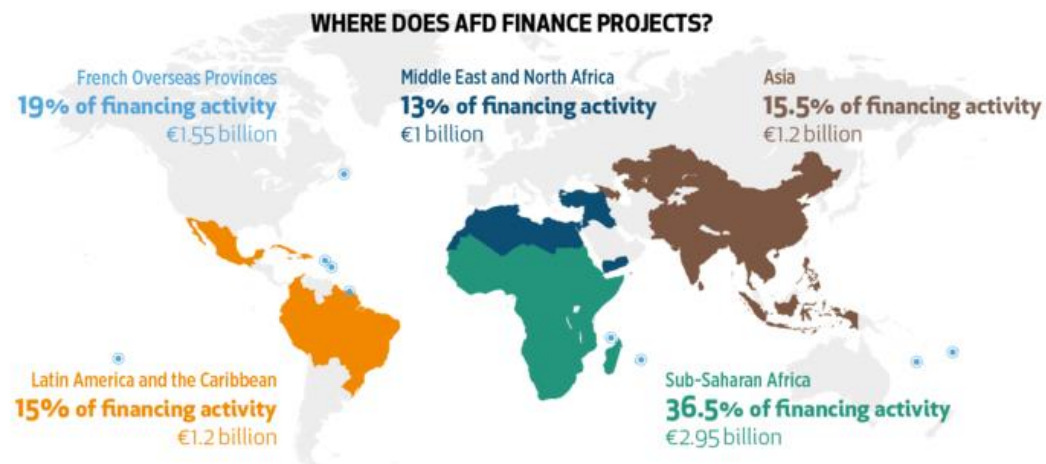 WHERE DOES AFD FINANCE PROJECTS?
French Overseas Provinces
19% of financing activity
€1.55 billion
Middle East and North Africa
13% of financing activity
€1 billion
Asia
15.5% of financing activity
€1.2 billion
Latin America and the Caribbean
15% of financing activity
€1.2 billion
Sub-Saharan Africa
36.5% of financing activity
€2.95 billion